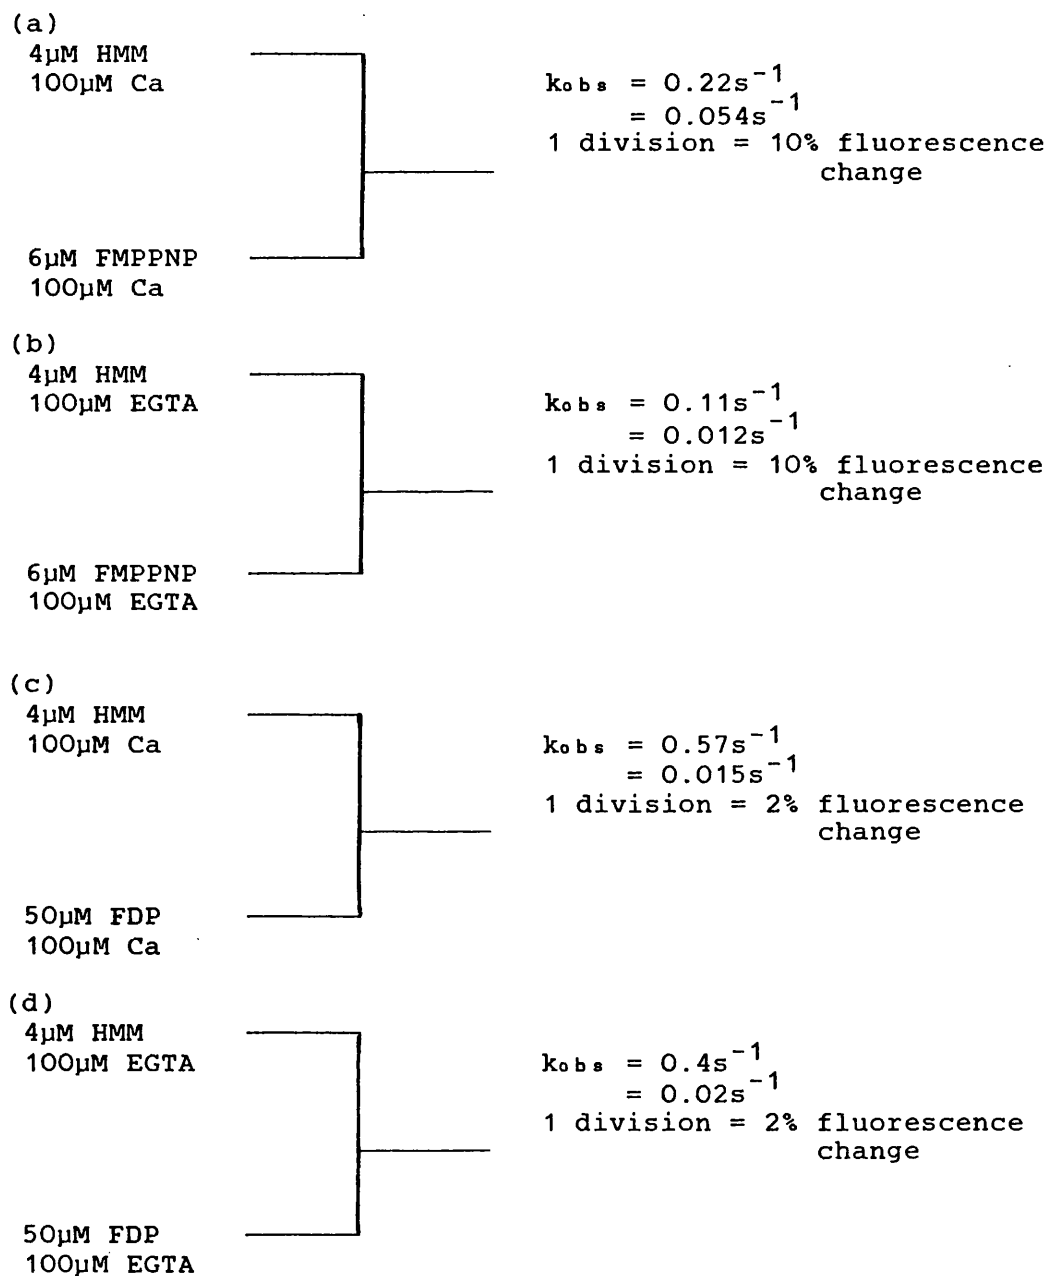 (a)
4µM HMM
100µM Ca
kobs = 0.22s⁻¹
= 0.054s⁻¹
1 division = 10% fluorescence
change
6µM FMPPNP
100µM Ca
(b)
4µM HMM
100µM EGTA
kobs = 0.11s⁻¹
= 0.012s⁻¹
1 division = 10% fluorescence
change
6µM FMPPNP
100µM EGTA
(c)
4µM HMM
100µM Ca
kobs = 0.57s⁻¹
= 0.015s⁻¹
1 division = 2% fluorescence
change
50µM FDP
100µM Ca
(d)
4µM HMM
100µM EGTA
kobs = 0.4s⁻¹
= 0.02s⁻¹
1 division = 2% fluorescence
change
50µM FDP
100µM EGTA